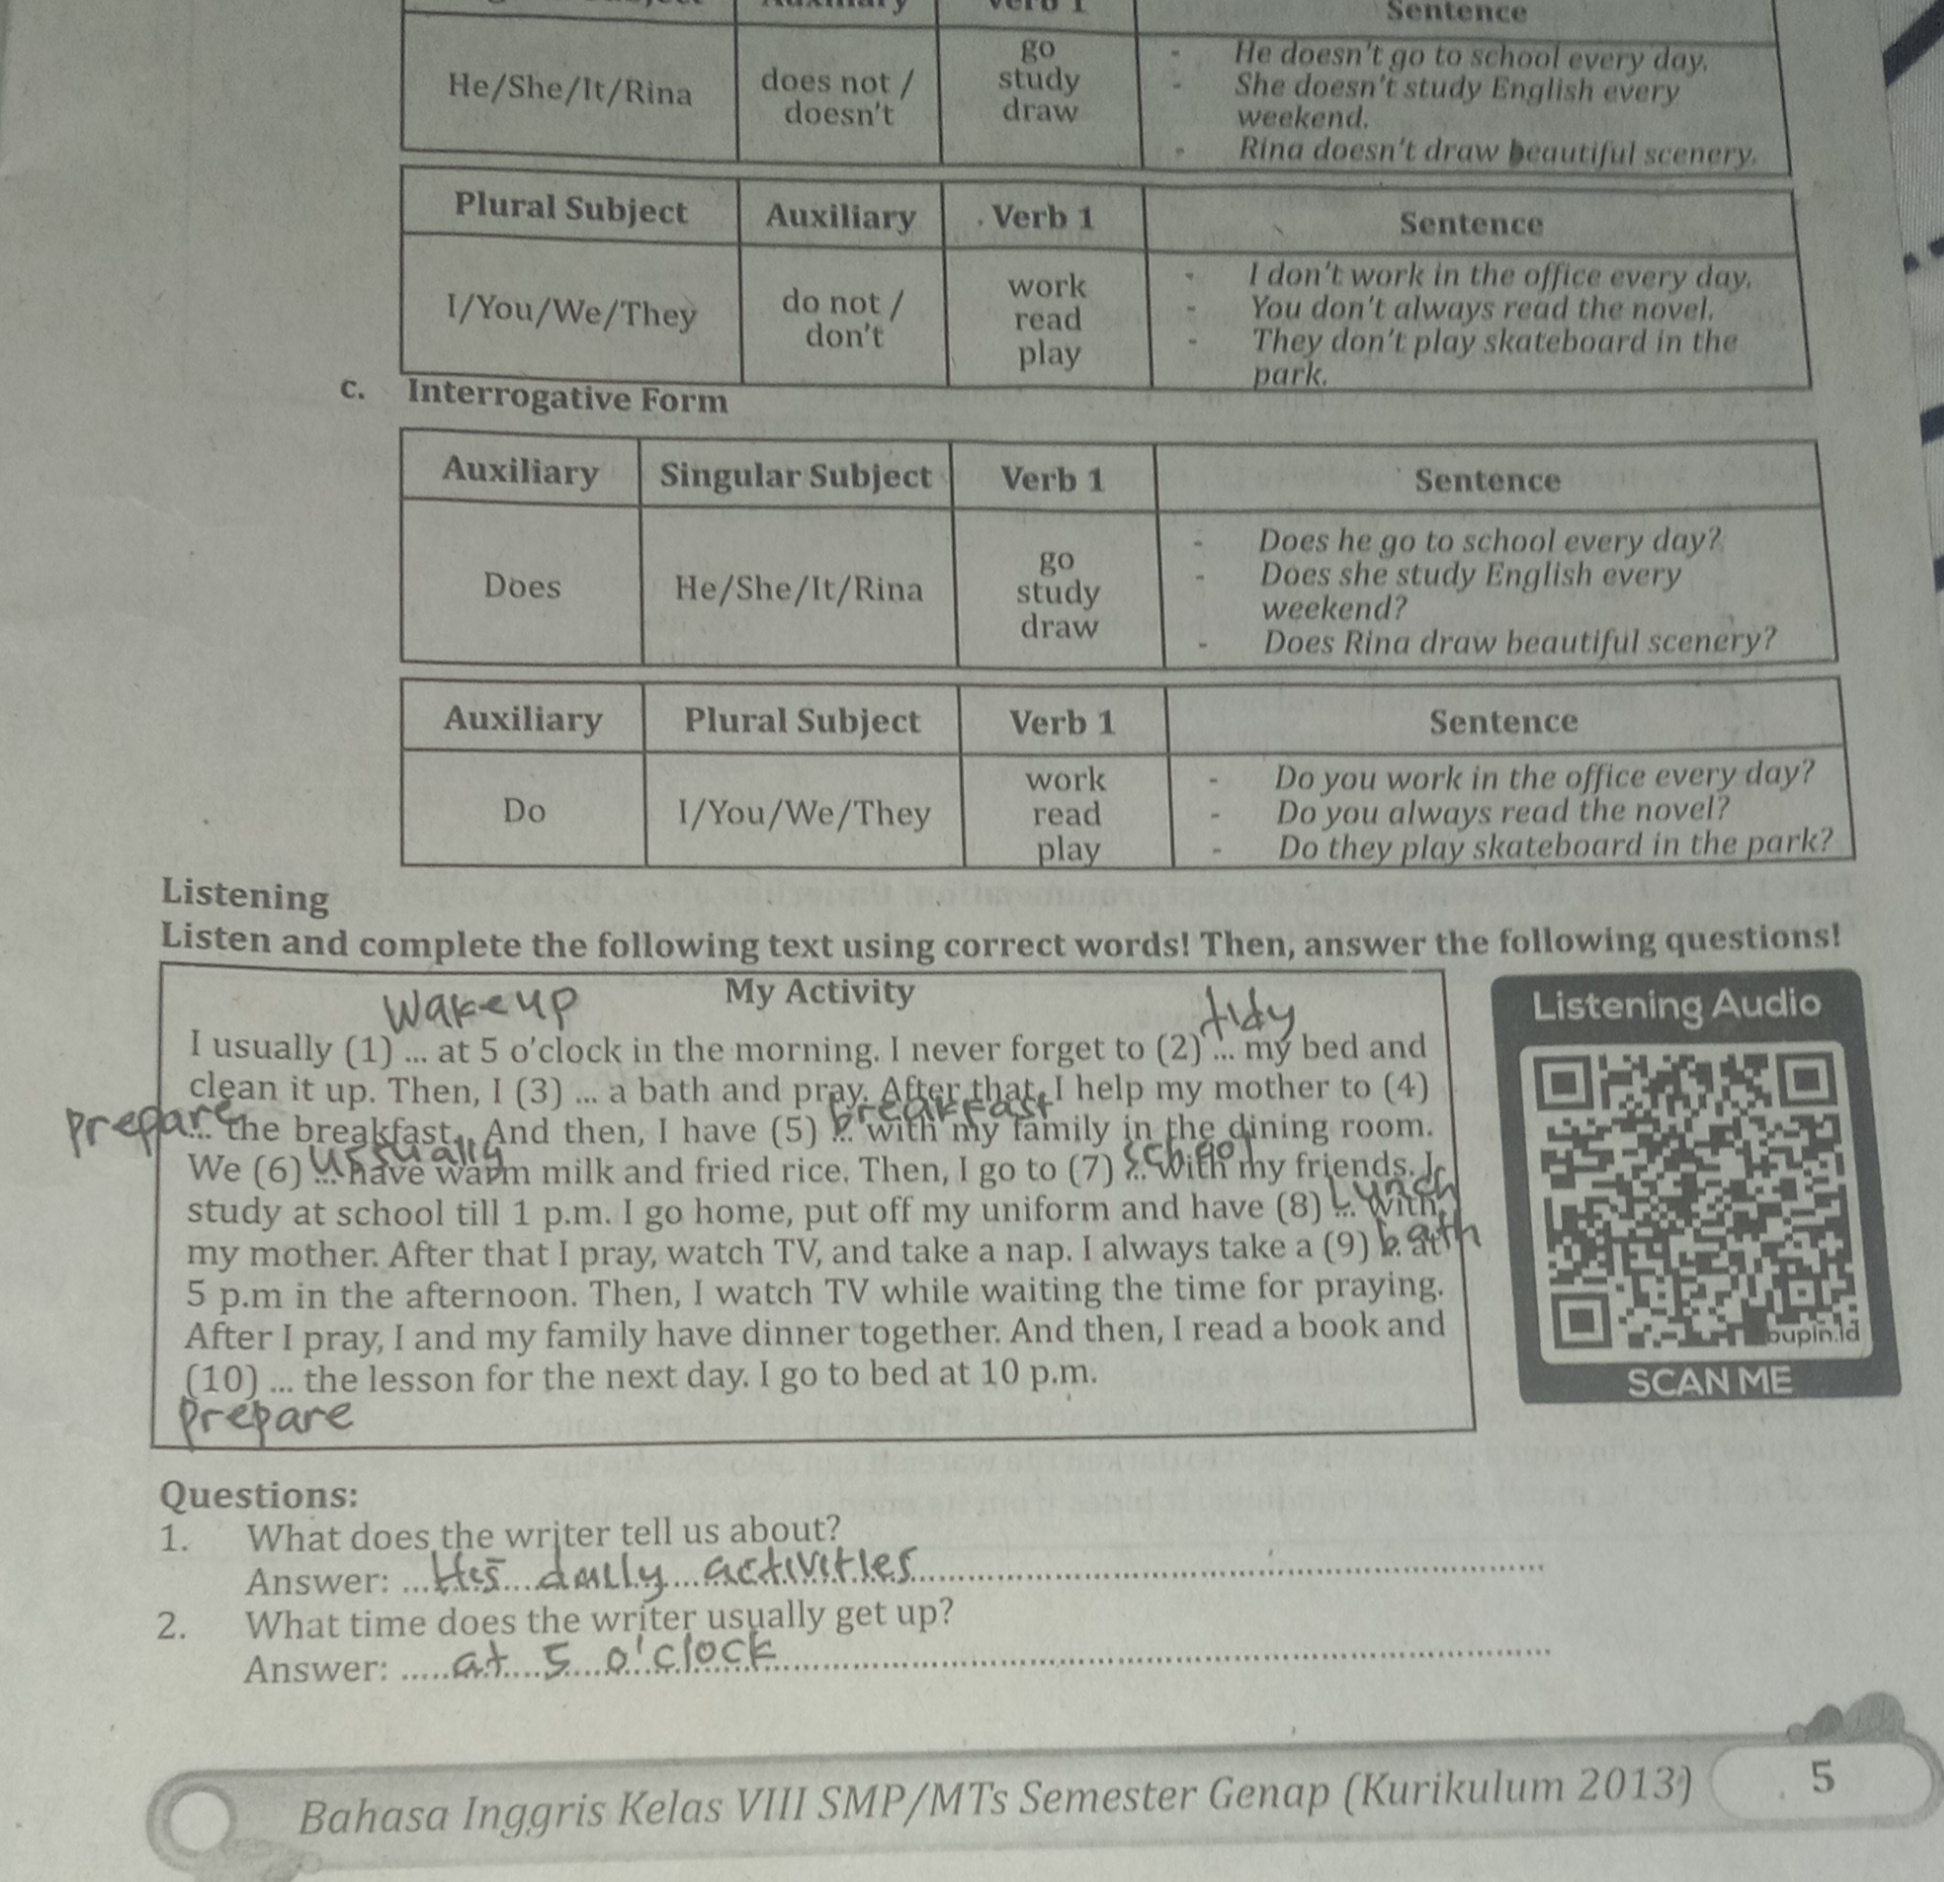 Sentence
He/She/It/Rina
does not /
doesn't
go
study
draw
- He doesn't go to school every day.
- She doesn't study English every
weekend.
- Rina doesn't draw beautiful scenery.
Plural Subject Auxiliary Verb 1 Sentence
I/You/We/They
do not /
don't
work
read
play
- I don't work in the office every day.
- You don't always read the novel.
- They don't play skateboard in the
park.
c. Interrogative Form
Auxiliary Singular Subject Verb 1 Sentence
Does
He/She/It/Rina
go
study
draw
- Does he go to school every day?
- Does she study English every
weekend?
- Does Rina draw beautiful scenery?
Auxiliary Plural Subject Verb 1 Sentence
Do
I/You/We/They
work
read
play
- Do you work in the office every day?
- Do you always read the novel?
- Do they play skateboard in the park?
Listening
Listen and complete the following text using correct words! Then, answer the following questions!
My Activity
Wake up
tidy
I usually (1) ... at 5 o'clock in the morning. I never forget to (2) ... my bed and
clean it up. Then, I (3) ... a bath and pray. After that, I help my mother to (4)
breakfast
Prepare
... the breakfast. And then, I have (5) ... with my family in the dining room.
ussually
school
We (6) ... have warm milk and fried rice. Then, I go to (7) ... with my friends. I
Lunch
study at school till 1 p.m. I go home, put off my uniform and have (8) ... with
bath
my mother. After that I pray, watch TV, and take a nap. I always take a (9) ... at
5 p.m in the afternoon. Then, I watch TV while waiting the time for praying.
After I pray, I and my family have dinner together. And then, I read a book and
(10) ... the lesson for the next day. I go to bed at 10 p.m.
Prepare
Listening Audio
bupin.id
SCAN ME
Questions:
1. What does the writer tell us about?
Answer: ...His daily activities...
2. What time does the writer usually get up?
Answer: ...at 5 o'clock...
Bahasa Inggris Kelas VIII SMP/MTs Semester Genap (Kurikulum 2013)
5